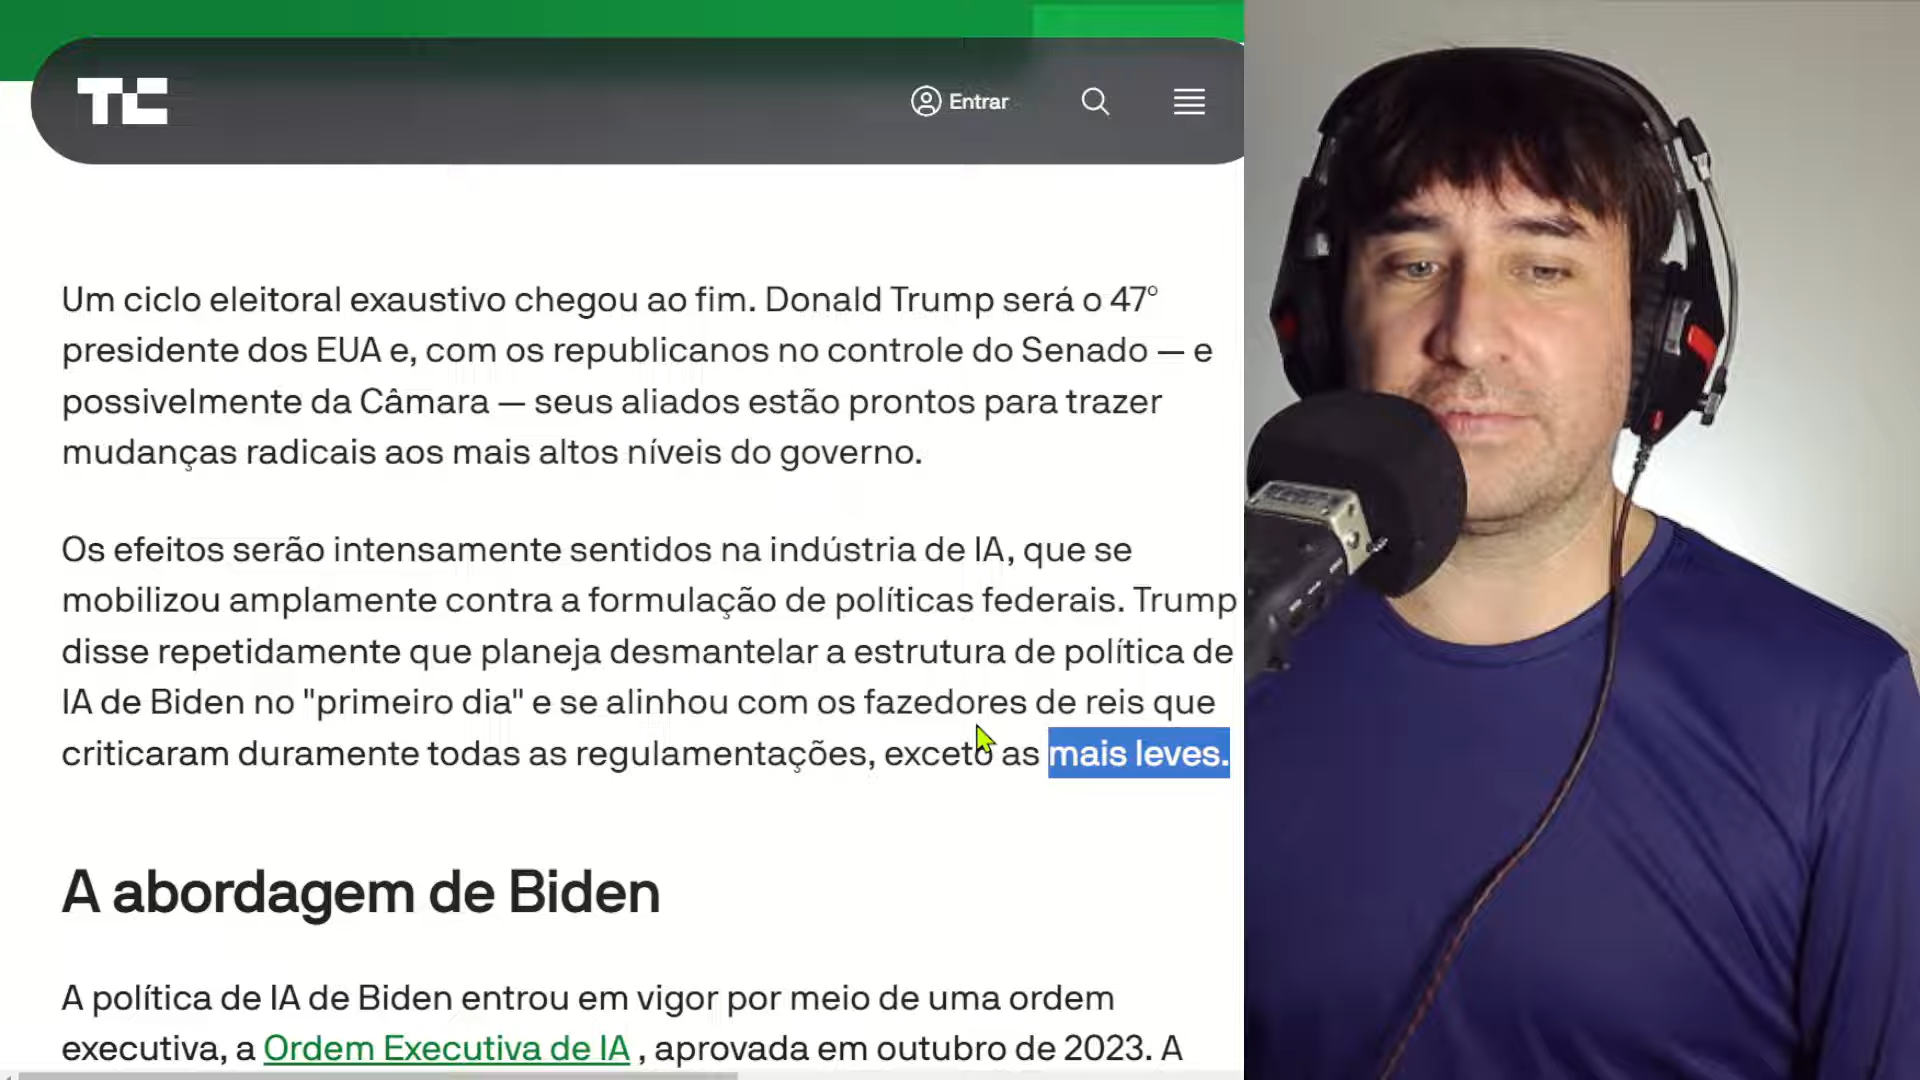 TC
Entrar
Um ciclo eleitoral exaustivo chegou ao fim. Donald Trump será o 47º
presidente dos EUA e, com os republicanos no controle do Senado — e
possivelmente da Câmara — seus aliados estão prontos para trazer
mudanças radicais aos mais altos níveis do governo.
Os efeitos serão intensamente sentidos na indústria de IA, que se
mobilizou amplamente contra a formulação de políticas federais. Trump
disse repetidamente que planeja desmantelar a estrutura de política de
IA de Biden no "primeiro dia" e se alinhou com os fazedores de reis que
criticaram duramente todas as regulamentações, exceto as mais leves.
A abordagem de Biden
A política de IA de Biden entrou em vigor por meio de uma ordem
executiva, a Ordem Executiva de IA , aprovada em outubro de 2023. A